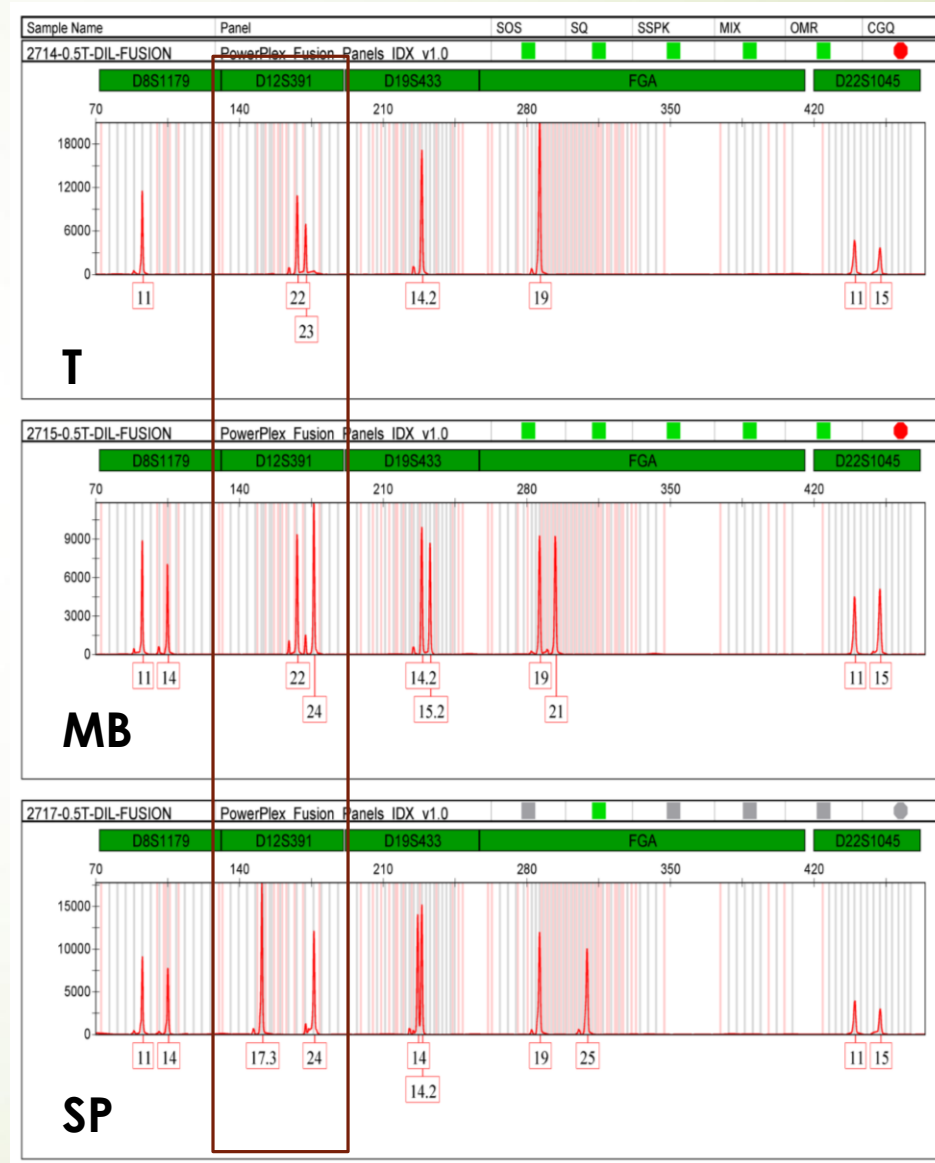 Sample Name Panel SOS SQ SSPK MIX OMR CGQ
2714-0.5T-DIL-FUSION PowerPlex_Fusion_Panels_IDX_v1.0
D8S1179 D12S391 D19S433 FGA D22S1045
70 140 210 280 350 420
18000
12000
6000
0
11 22 14.2 19 11 15
23
T
2715-0.5T-DIL-FUSION PowerPlex_Fusion_Panels_IDX_v1.0
D8S1179 D12S391 D19S433 FGA D22S1045
70 140 210 280 350 420
9000
6000
3000
0
11 14 22 14.2 19 11 15
24 15.2 21
MB
2717-0.5T-DIL-FUSION PowerPlex_Fusion_Panels_IDX_v1.0
D8S1179 D12S391 D19S433 FGA D22S1045
70 140 210 280 350 420
15000
10000
5000
0
11 14 17.3 24 14 19 25 11 15
14.2
SP